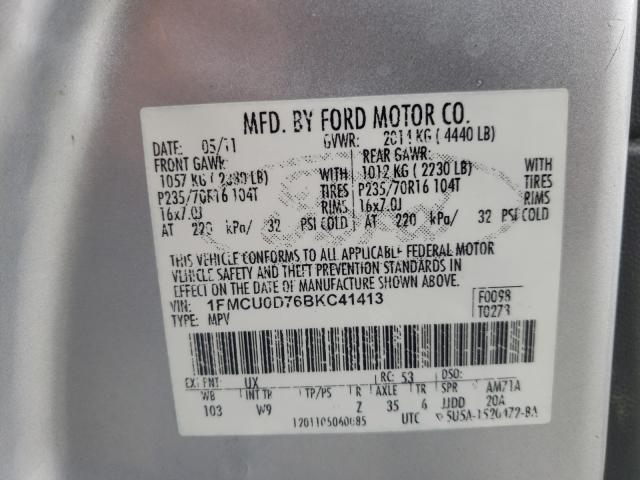 MFD. BY FORD MOTOR CO.
DATE: 05/11 GVWR: 2014 KG ( 4440 LB)
FRONT GAWR: REAR GAWR:
1057 KG ( LB) WITH 1012 KG ( 2230 LB) WITH
P235/70R16 104T TIRES P235/70R16 104T TIRES
16x7.0J RIMS 16x7.0J RIMS
AT 220 kPa/ 32 PSI COLD AT 220 kPa/ 32 PSI COLD
THIS VEHICLE CONFORMS TO ALL APPLICABLE FEDERAL MOTOR
VEHICLE SAFETY AND THEFT PREVENTION STANDARDS IN
EFFECT ON THE DATE OF MANUFACTURE SHOWN ABOVE.
VIN: 1FMCU0D76BKC41413 F0098
TYPE: MPV T0273
EXT PNT: UX RC: 53 DSO:
WB INT TR TP/PS R AXLE TR SPR AM71A
103 W9 Z 35 6 JJDD 20A
UTC